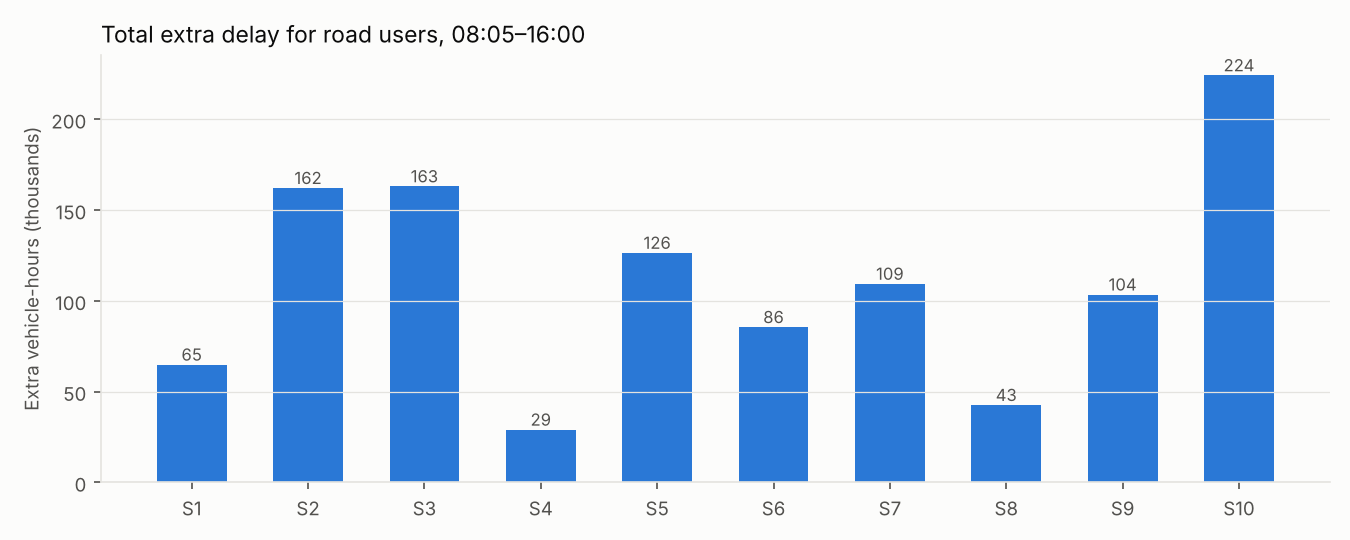 Total extra delay for road users, 08:05–16:00
Extra vehicle-hours (thousands)
200
150
100
50
0
65
162
163
29
126
86
109
43
104
224
S1
S2
S3
S4
S5
S6
S7
S8
S9
S10